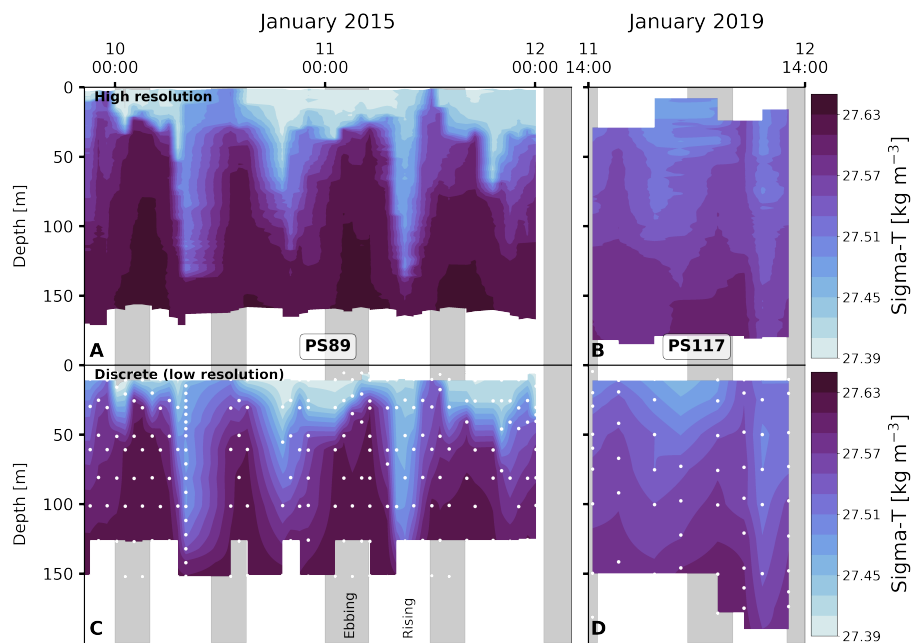 January 2015
January 2019
10
00:00
11
00:00
12
00:00
11
14:00
12
14:00
0
50
100
150
Depth [m]
High resolution
A
PS89
B
PS117
27.63
27.57
27.51
27.45
27.39
Sigma-T [kg m−3]
0
50
100
150
Depth [m]
Discrete (low resolution)
C
Ebbing
Rising
D
27.63
27.57
27.51
27.45
27.39
Sigma-T [kg m−3]